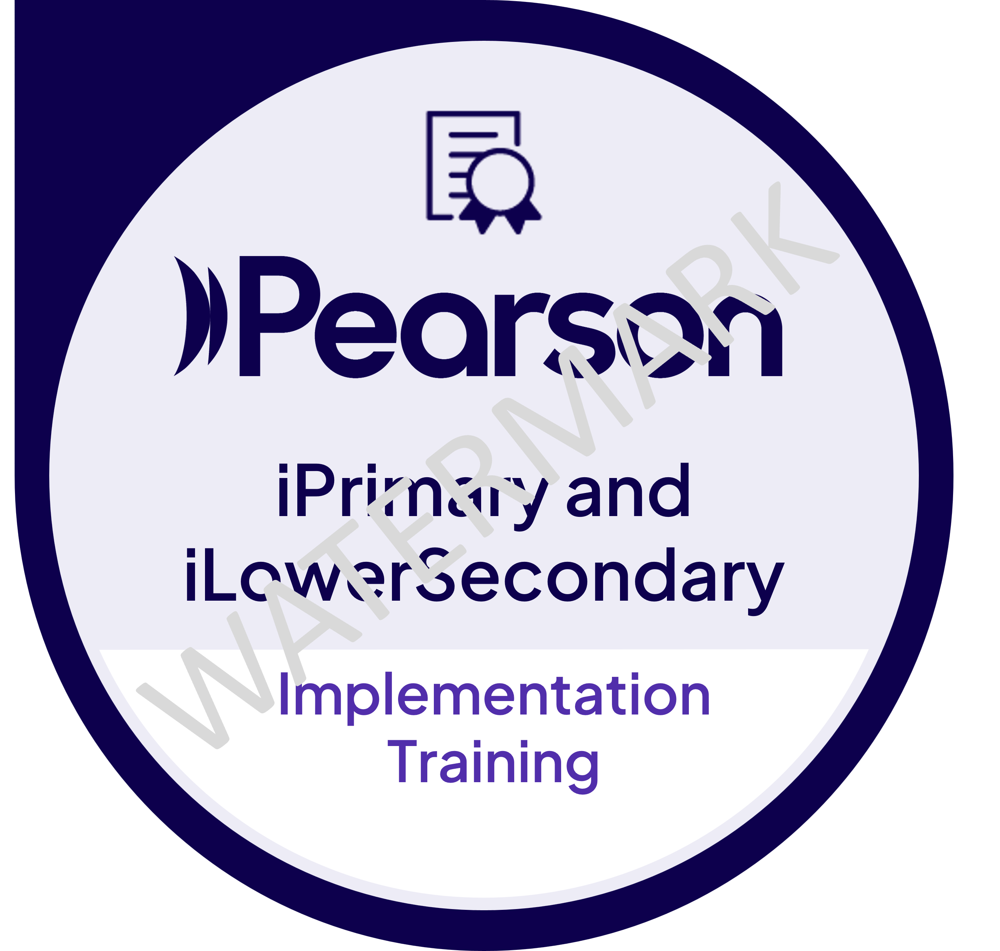 Pearson
iPrimary and
iLowerSecondary
Implementation
Training
WATERMARK